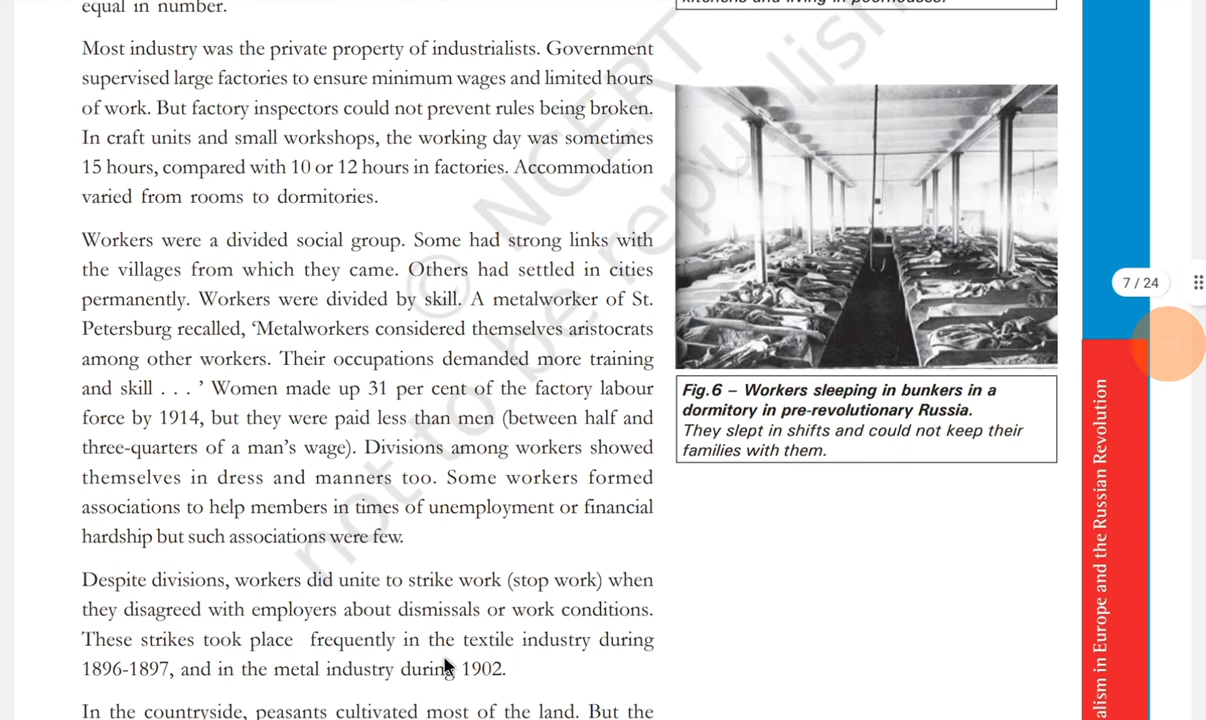 equal in number.
Most industry was the private property of industrialists. Government
supervised large factories to ensure minimum wages and limited hours
of work. But factory inspectors could not prevent rules being broken.
In craft units and small workshops, the working day was sometimes
15 hours, compared with 10 or 12 hours in factories. Accommodation
varied from rooms to dormitories.
Workers were a divided social group. Some had strong links with
the villages from which they came. Others had settled in cities
permanently. Workers were divided by skill. A metalworker of St.
Petersburg recalled, ‘Metalworkers considered themselves aristocrats
among other workers. Their occupations demanded more training
and skill . . . ’ Women made up 31 per cent of the factory labour
force by 1914, but they were paid less than men (between half and
three-quarters of a man’s wage). Divisions among workers showed
themselves in dress and manners too. Some workers formed
associations to help members in times of unemployment or financial
hardship but such associations were few.
Despite divisions, workers did unite to strike work (stop work) when
they disagreed with employers about dismissals or work conditions.
These strikes took place frequently in the textile industry during
1896-1897, and in the metal industry during 1902.
In the countryside, peasants cultivated most of the land. But the
kitchens and living in poorhouses.
Fig.6 – Workers sleeping in bunkers in a
dormitory in pre-revolutionary Russia.
They slept in shifts and could not keep their
families with them.
7 / 24
alism in Europe and the Russian Revolution
© NCERT
not to be republish